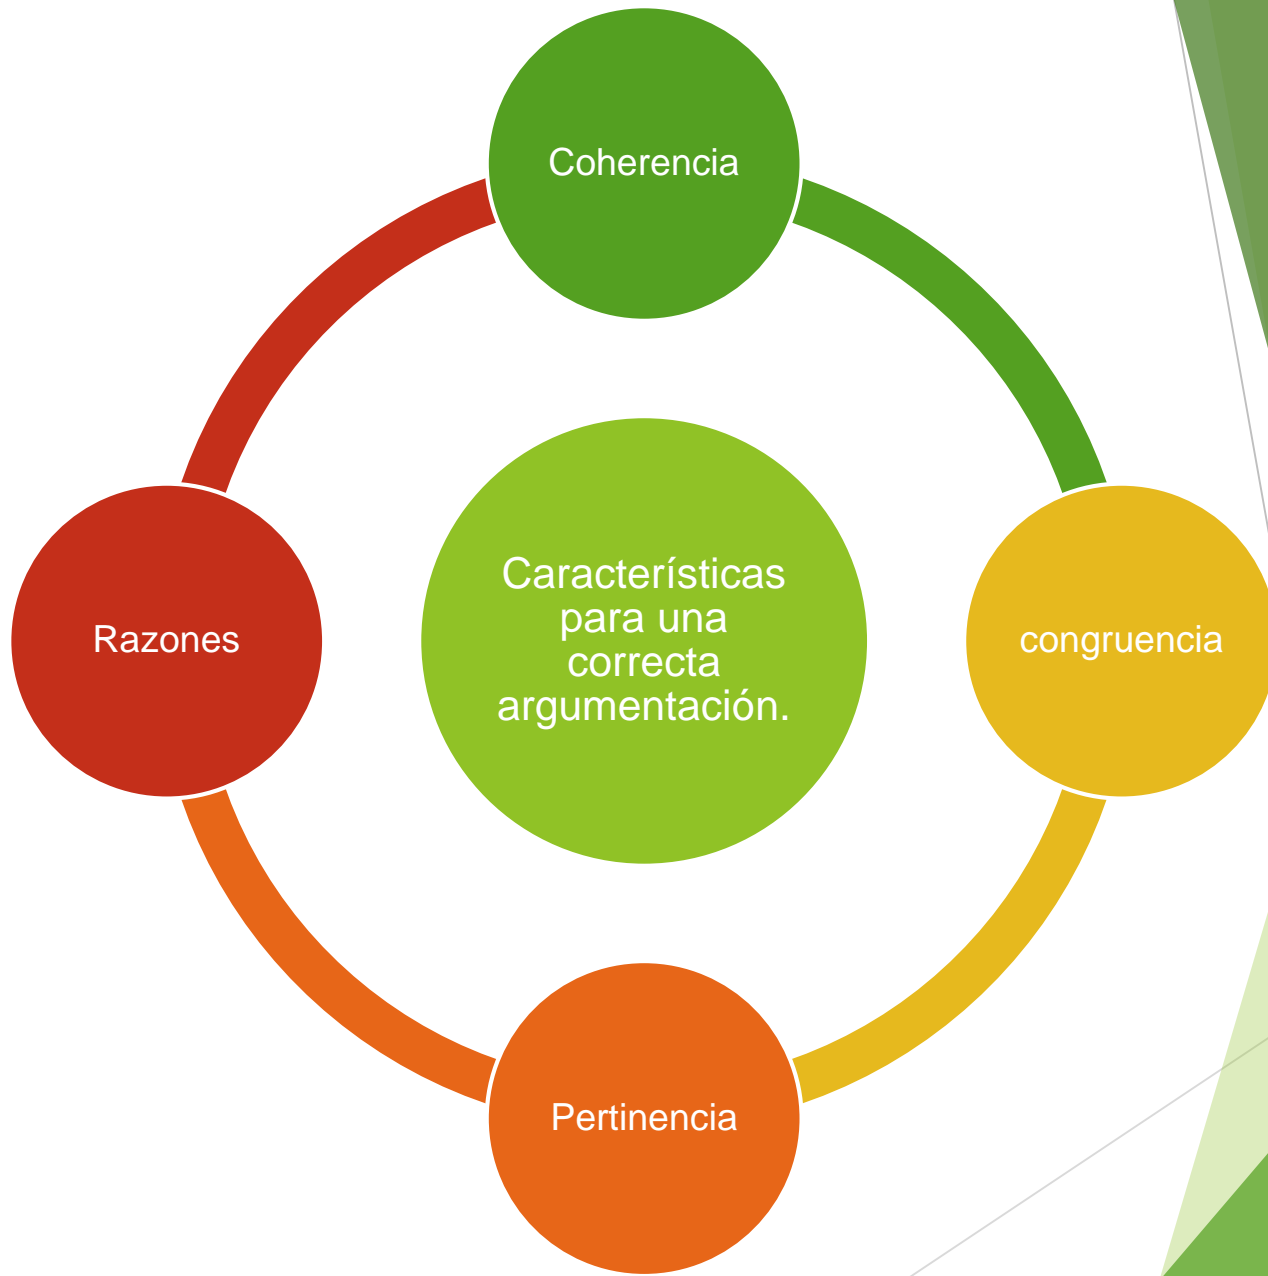 Coherencia
Características
para una
correcta
argumentación.
Razones
congruencia
Pertinencia